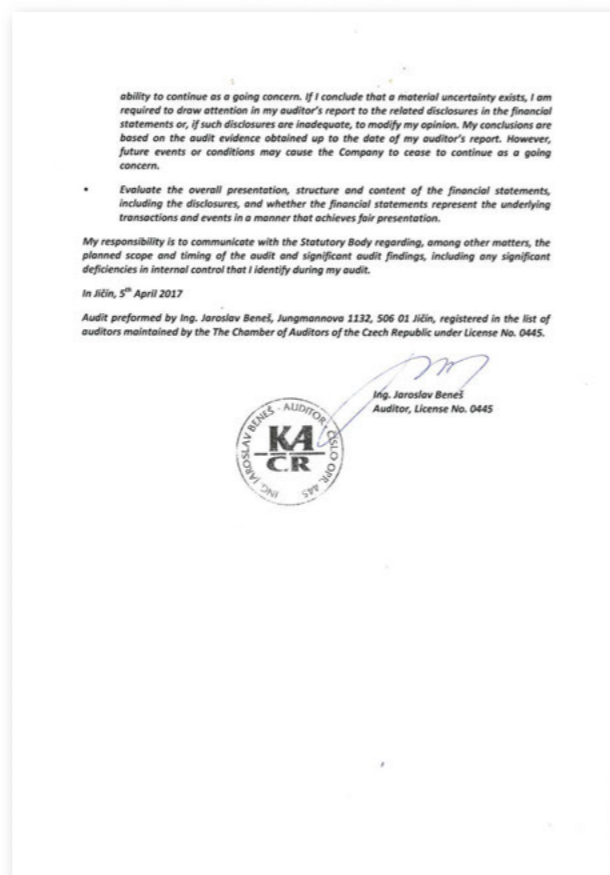 ability to continue as a going concern. If I conclude that a material uncertainty exists, I am
required to draw attention in my auditor's report to the related disclosures in the financial
statements or, if such disclosures are inadequate, to modify my opinion. My conclusions are
based on the audit evidence obtained up to the date of my auditor's report. However,
future events or conditions may cause the Company to cease to continue as a going
concern.
• Evaluate the overall presentation, structure and content of the financial statements,
including the disclosures, and whether the financial statements represent the underlying
transactions and events in a manner that achieves fair presentation.
My responsibility is to communicate with the Statutory Body regarding, among other matters, the
planned scope and timing of the audit and significant audit findings, including any significant
deficiencies in internal control that I identify during my audit.
In Jičín, 5th April 2017
Audit preformed by Ing. Jaroslav Beneš, Jungmannova 1132, 506 01 Jičín, registered in the list of
auditors maintained by the The Chamber of Auditors of the Czech Republic under License No. 0445.
Ing. Jaroslav Beneš
Auditor, License No. 0445
ING. JAROSLAV BENEŠ - AUDITOR, ČÍSLO OPR. 445
KA
ČR